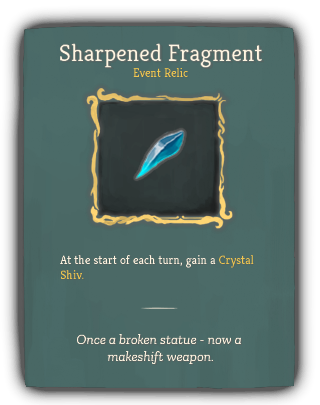 Sharpened Fragment
Event Relic
At the start of each turn, gain a Crystal
Shiv.
Once a broken statue - now a
makeshift weapon.